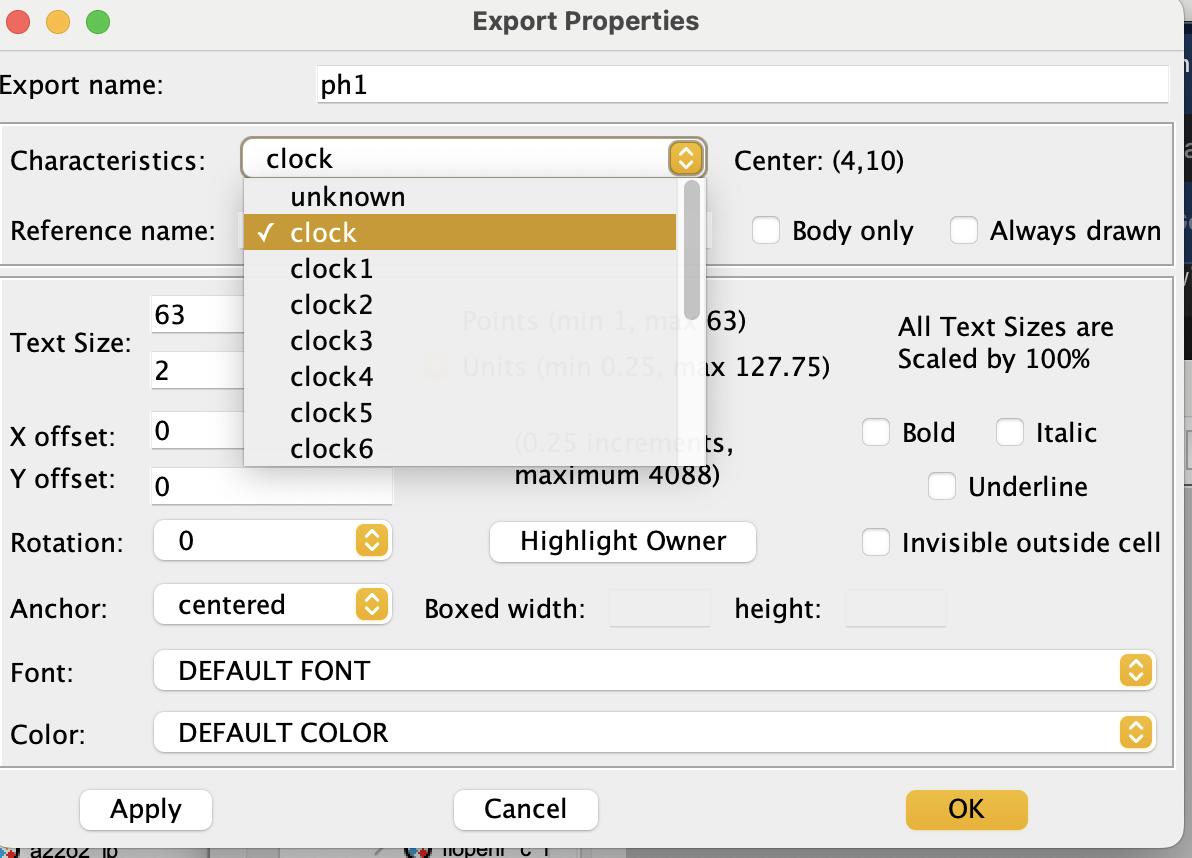 Export Properties
Export name: ph1
Characteristics: clock Center: (4,10)
unknown
Reference name: ✓ clock Body only Always drawn
clock1
clock2
63 Points (min 1, max 63) All Text Sizes are
Text Size: clock3 Scaled by 100%
2 clock4 Units (min 0.25, max 127.75)
clock5
X offset: 0 (0.25 increments, Bold Italic
clock6
Y offset: 0 maximum 4088) Underline
Rotation: 0 Highlight Owner Invisible outside cell
Anchor: centered Boxed width: height:
Font: DEFAULT FONT
Color: DEFAULT COLOR
Apply Cancel OK